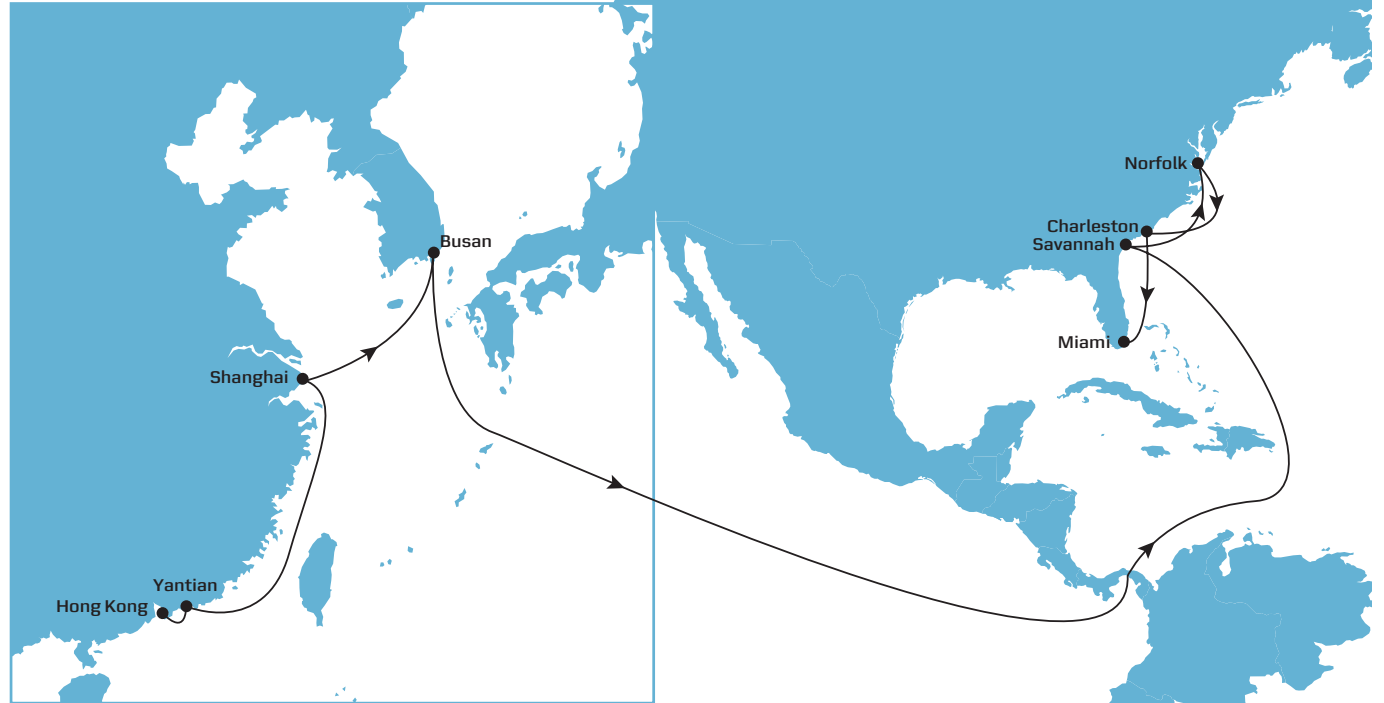 Norfolk
Charleston
Savannah
Busan
Miami
Shanghai
Yantian
Hong Kong